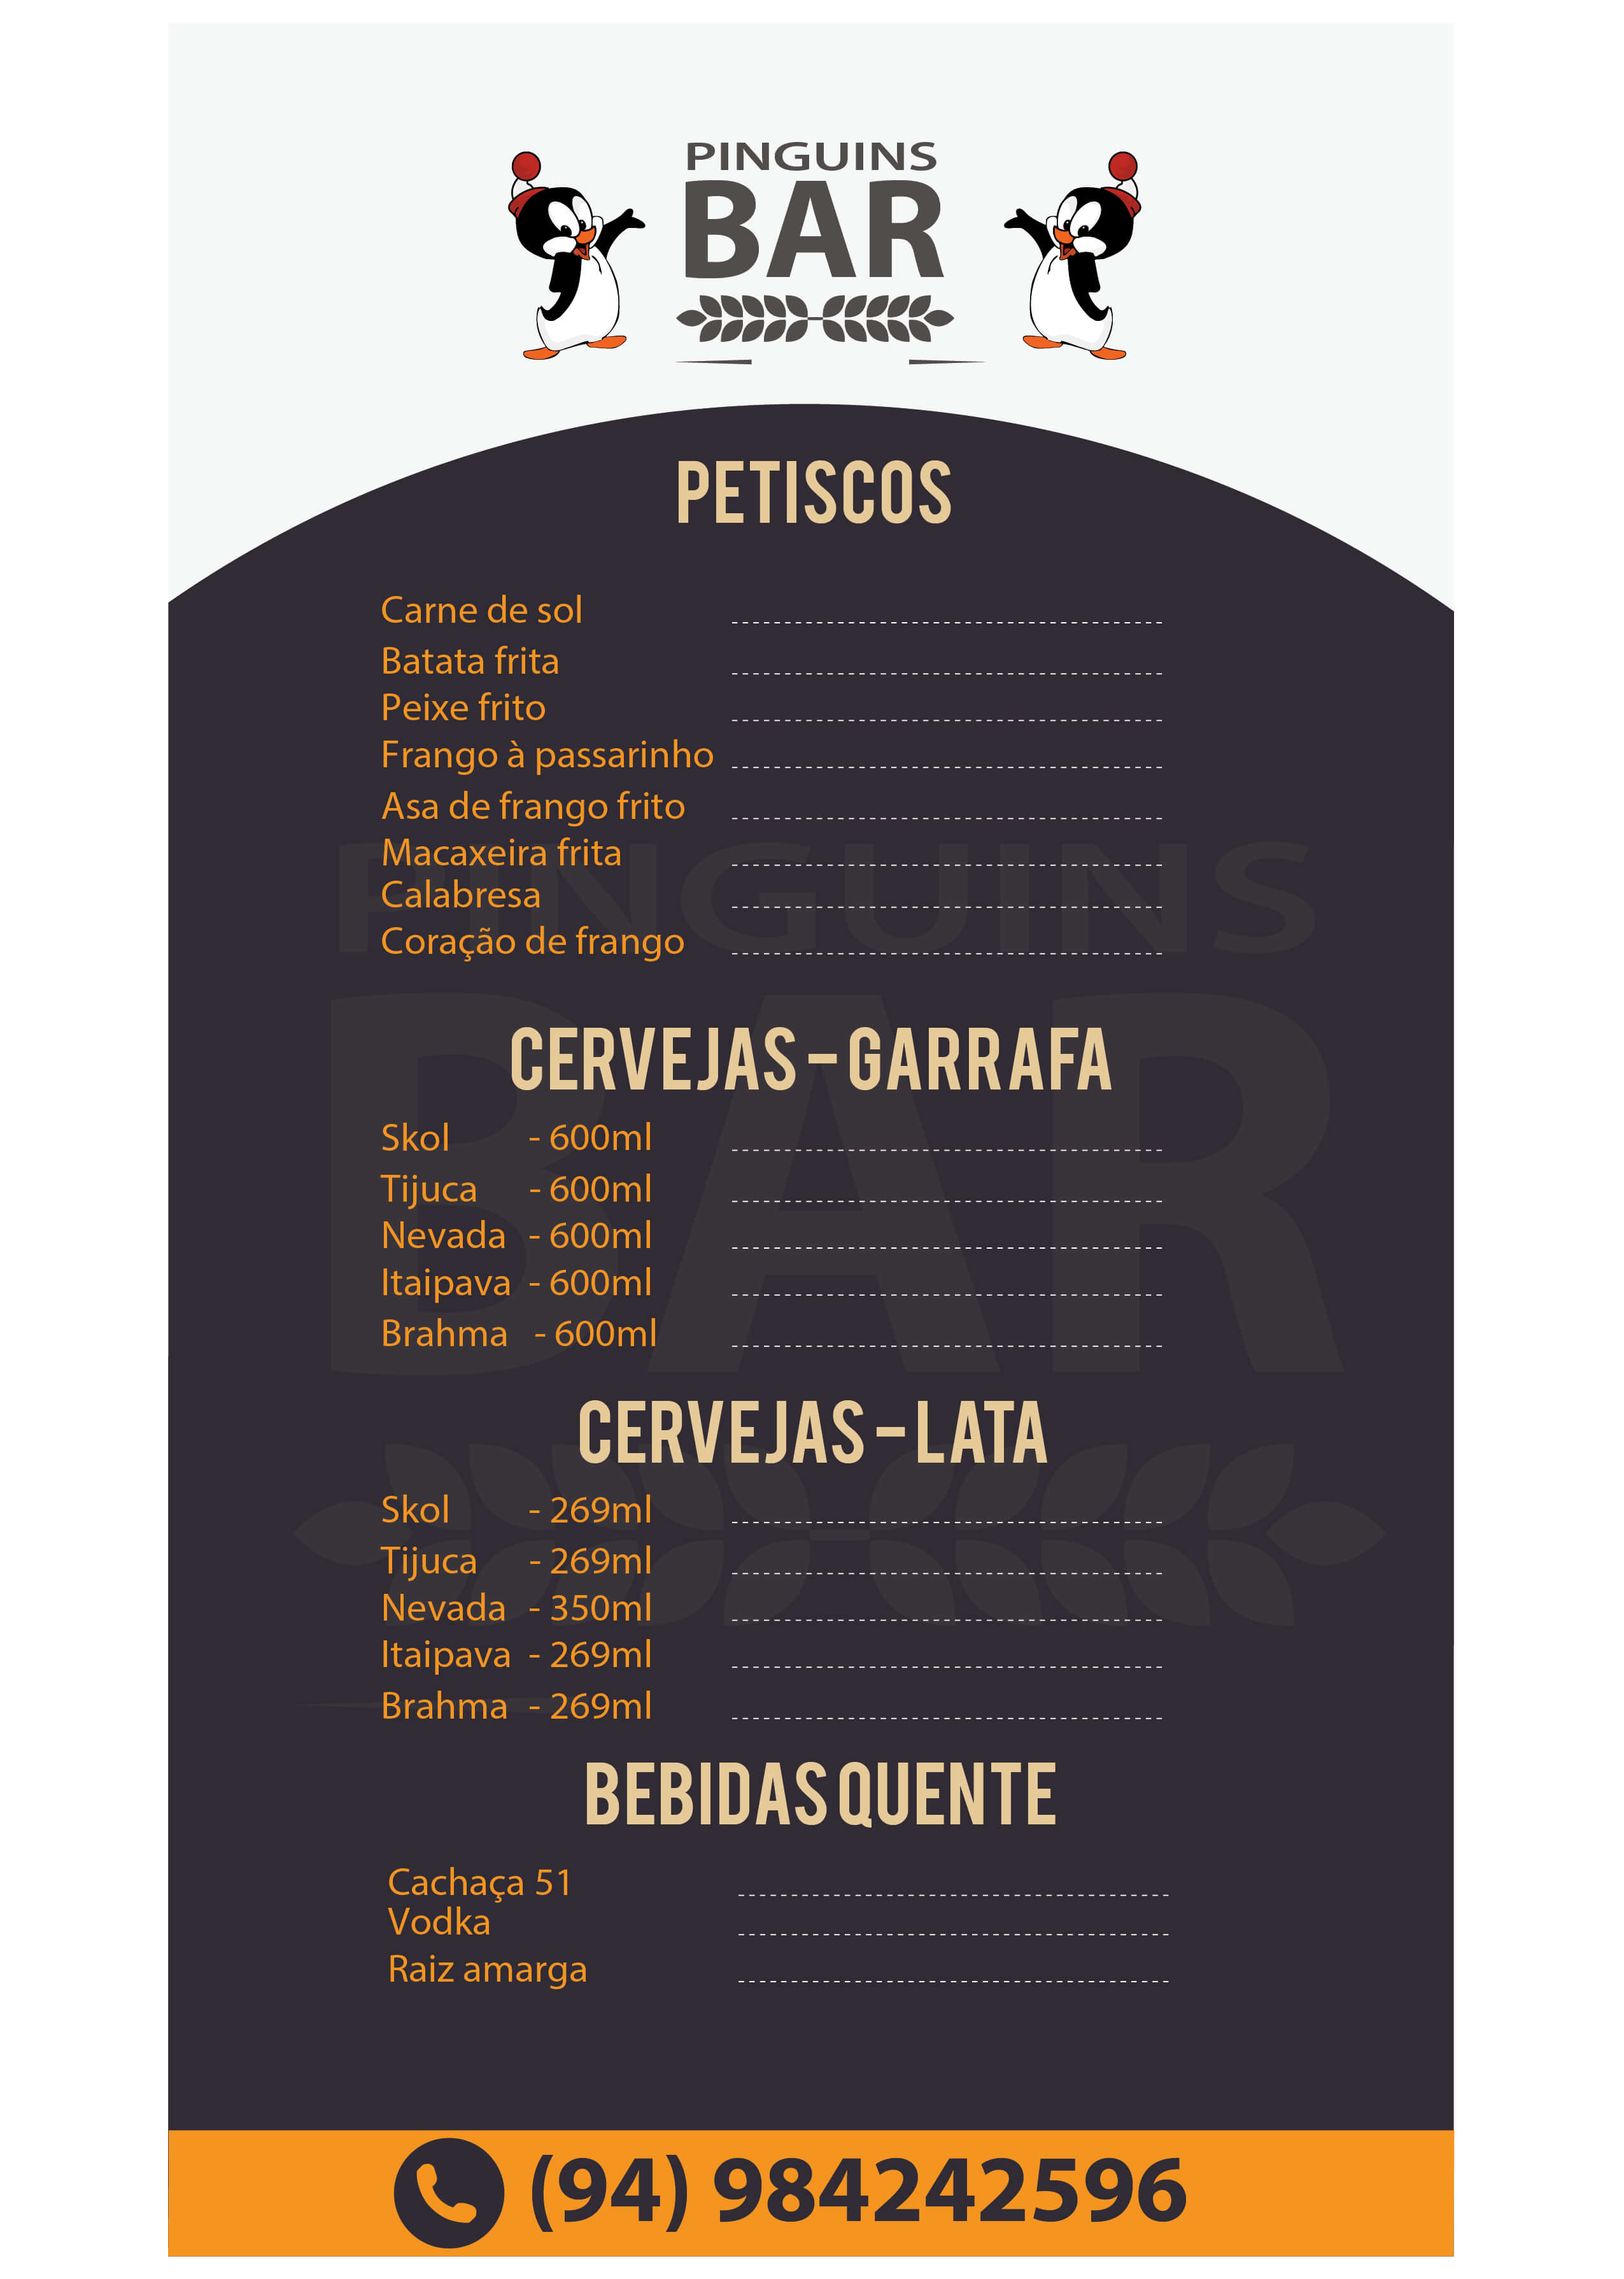 PINGUINS
BAR
PETISCOS
Carne de sol
Batata frita
Peixe frito
Frango à passarinho
Asa de frango frito
Macaxeira frita
Calabresa
Coração de frango
PINGUINS
BAR
CERVEJAS - GARRAFA
Skol - 600ml
Tijuca - 600ml
Nevada - 600ml
Itaipava - 600ml
Brahma - 600ml
CERVEJAS - LATA
Skol - 269ml
Tijuca - 269ml
Nevada - 350ml
Itaipava - 269ml
Brahma - 269ml
BEBIDAS QUENTE
Cachaça 51
Vodka
Raiz amarga
(94) 984242596